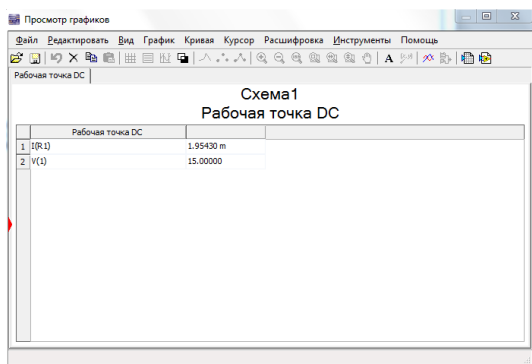 Просмотр графиков
Файл Редактировать Вид График Кривая Курсор Расшифровка Инструменты Помощь
Рабочая точка DC
Схема1
Рабочая точка DC
Рабочая точка DC
1 I(R1) 1.95430 m
2 V(1) 15.00000